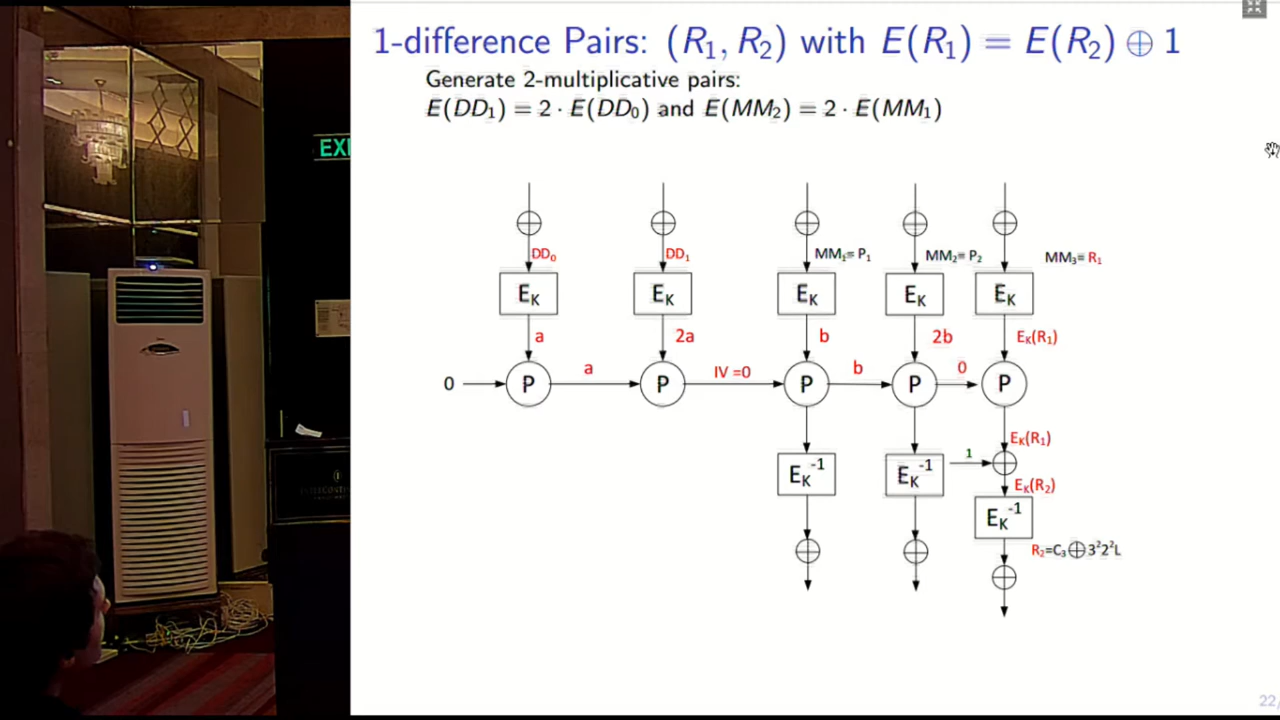 1-difference Pairs: (R₁, R₂) with E(R₁) = E(R₂) ⊕ 1
Generate 2-multiplicative pairs:
E(DD₁) = 2 · E(DD₀) and E(MM₂) = 2 · E(MM₁)
EXI
DD₀ DD₁ MM₁= P₁ MM₂= P₂ MM₃= R₁
E_K E_K E_K E_K E_K
a 2a b 2b E_K(R₁)
0 P a P IV =0 P b P 0 P
E_K(R₁)
E_K⁻¹ E_K⁻¹ 1
E_K(R₂)
E_K⁻¹
R₂=C₃⊕3²2²L
22/